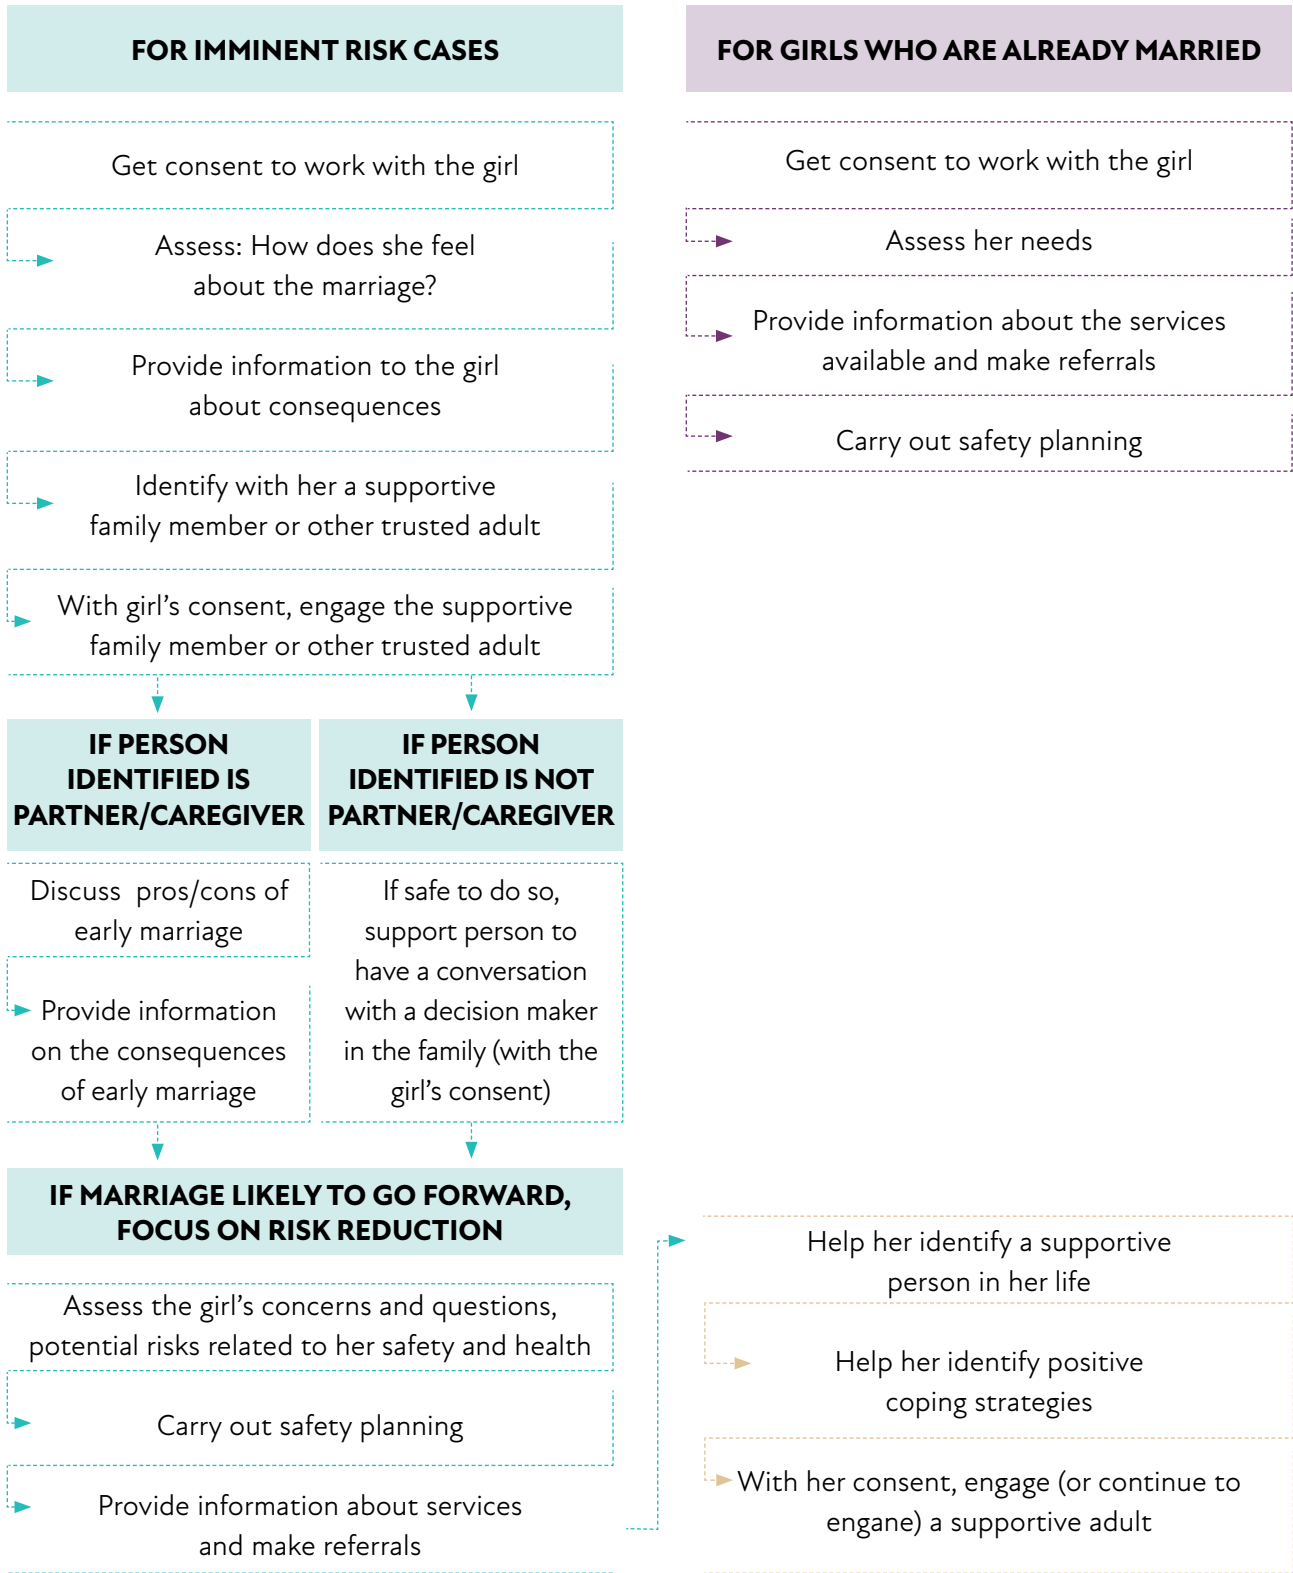 FOR IMMINENT RISK CASES
Get consent to work with the girl
Assess: How does she feel
about the marriage?
Provide information to the girl
about consequences
Identify with her a supportive
family member or other trusted adult
With girl’s consent, engage the supportive
family member or other trusted adult
IF PERSON
IDENTIFIED IS
PARTNER/CAREGIVER
Discuss pros/cons of
early marriage
Provide information
on the consequences
of early marriage
IF PERSON
IDENTIFIED IS NOT
PARTNER/CAREGIVER
If safe to do so,
support person to
have a conversation
with a decision maker
in the family (with the
girl’s consent)
IF MARRIAGE LIKELY TO GO FORWARD,
FOCUS ON RISK REDUCTION
Assess the girl’s concerns and questions,
potential risks related to her safety and health
Carry out safety planning
Provide information about services
and make referrals
Help her identify a supportive
person in her life
Help her identify positive
coping strategies
With her consent, engage (or continue to
engane) a supportive adult
FOR GIRLS WHO ARE ALREADY MARRIED
Get consent to work with the girl
Assess her needs
Provide information about the services
available and make referrals
Carry out safety planning